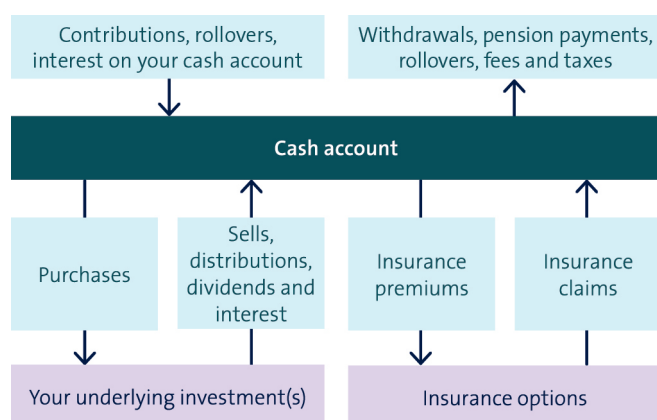 Contributions, rollovers,
interest on your cash account
Withdrawals, pension payments,
rollovers, fees and taxes
Cash account
Purchases
Sells,
distributions,
dividends and
interest
Insurance
premiums
Insurance
claims
Your underlying investment(s)
Insurance options